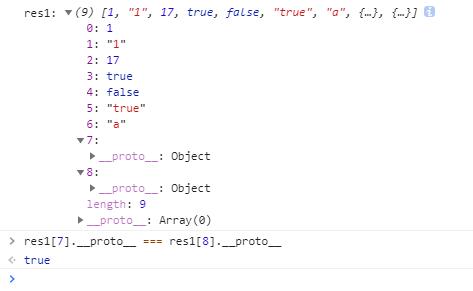 res1: ▼(9) [1, "1", 17, true, false, "true", "a", {…}, {…}] i
0: 1
1: "1"
2: 17
3: true
4: false
5: "true"
6: "a"
▼7:
▶__proto__: Object
▼8:
▶__proto__: Object
length: 9
▶__proto__: Array(0)
> res1[7].__proto__ === res1[8].__proto__
<· true
>